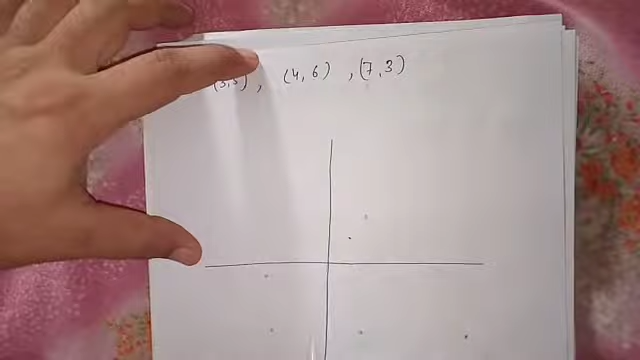 , (4,6) , (7,3)